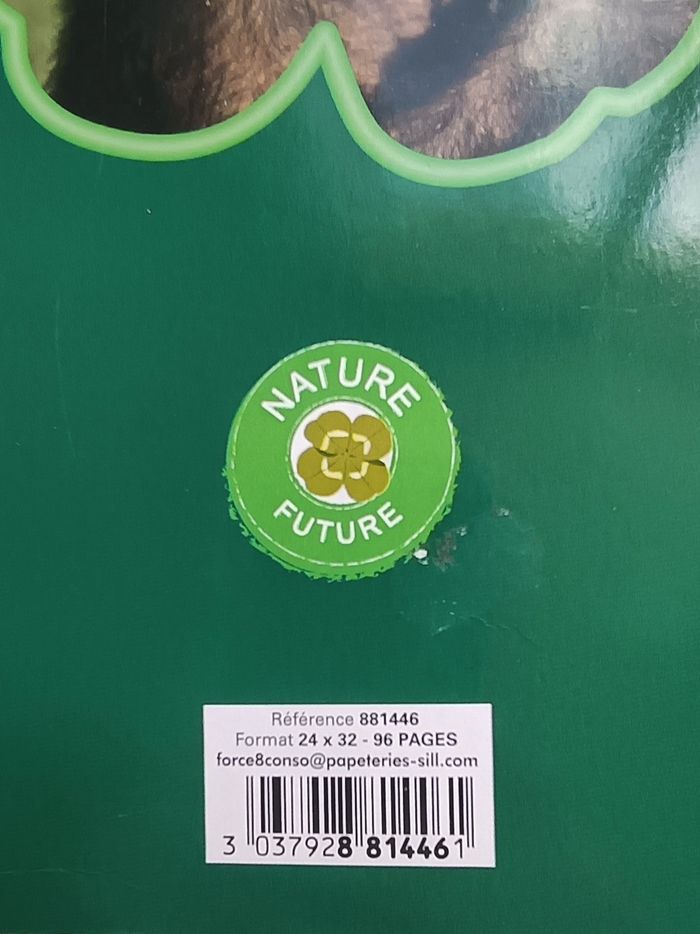 NATURE
FUTURE
Référence 881446
Format 24 x 32 - 96 PAGES
force8conso@papeteries-sill.com
3 037928 814461